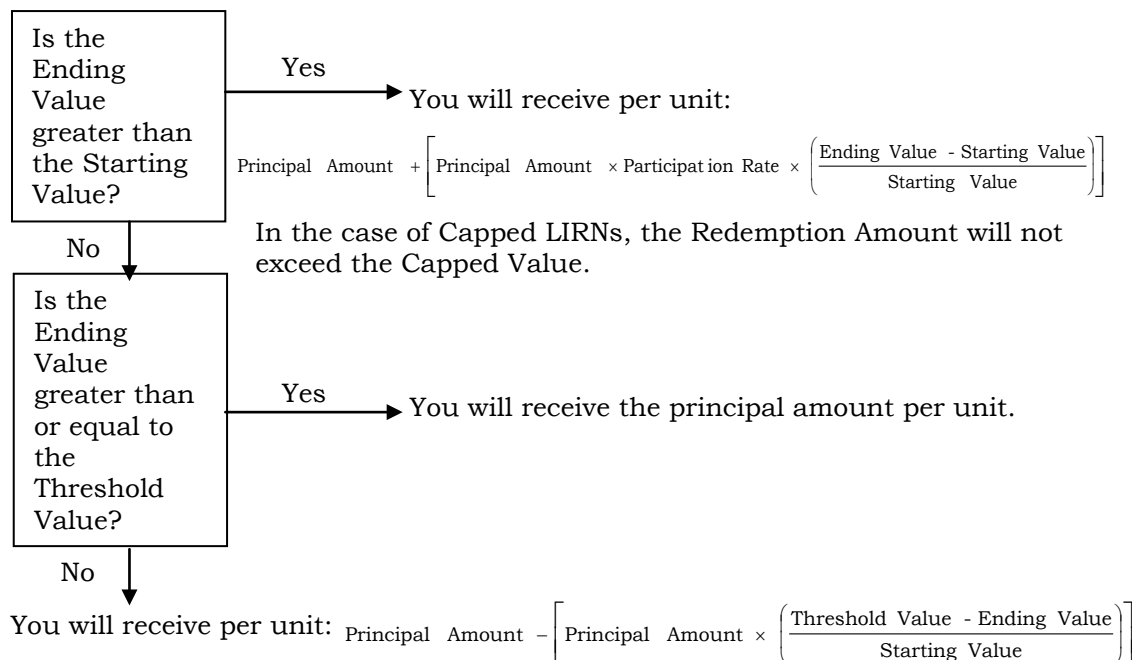 Is the
Ending
Value
greater than
the Starting
Value?
Yes
You will receive per unit:
Principal Amount + [Principal Amount × Participat ion Rate × (Ending Value - Starting Value / Starting Value)]
In the case of Capped LIRNs, the Redemption Amount will not
exceed the Capped Value.
No
Is the
Ending
Value
greater than
or equal to
the
Threshold
Value?
Yes
You will receive the principal amount per unit.
No
You will receive per unit: Principal Amount − [Principal Amount × (Threshold Value - Ending Value / Starting Value)]